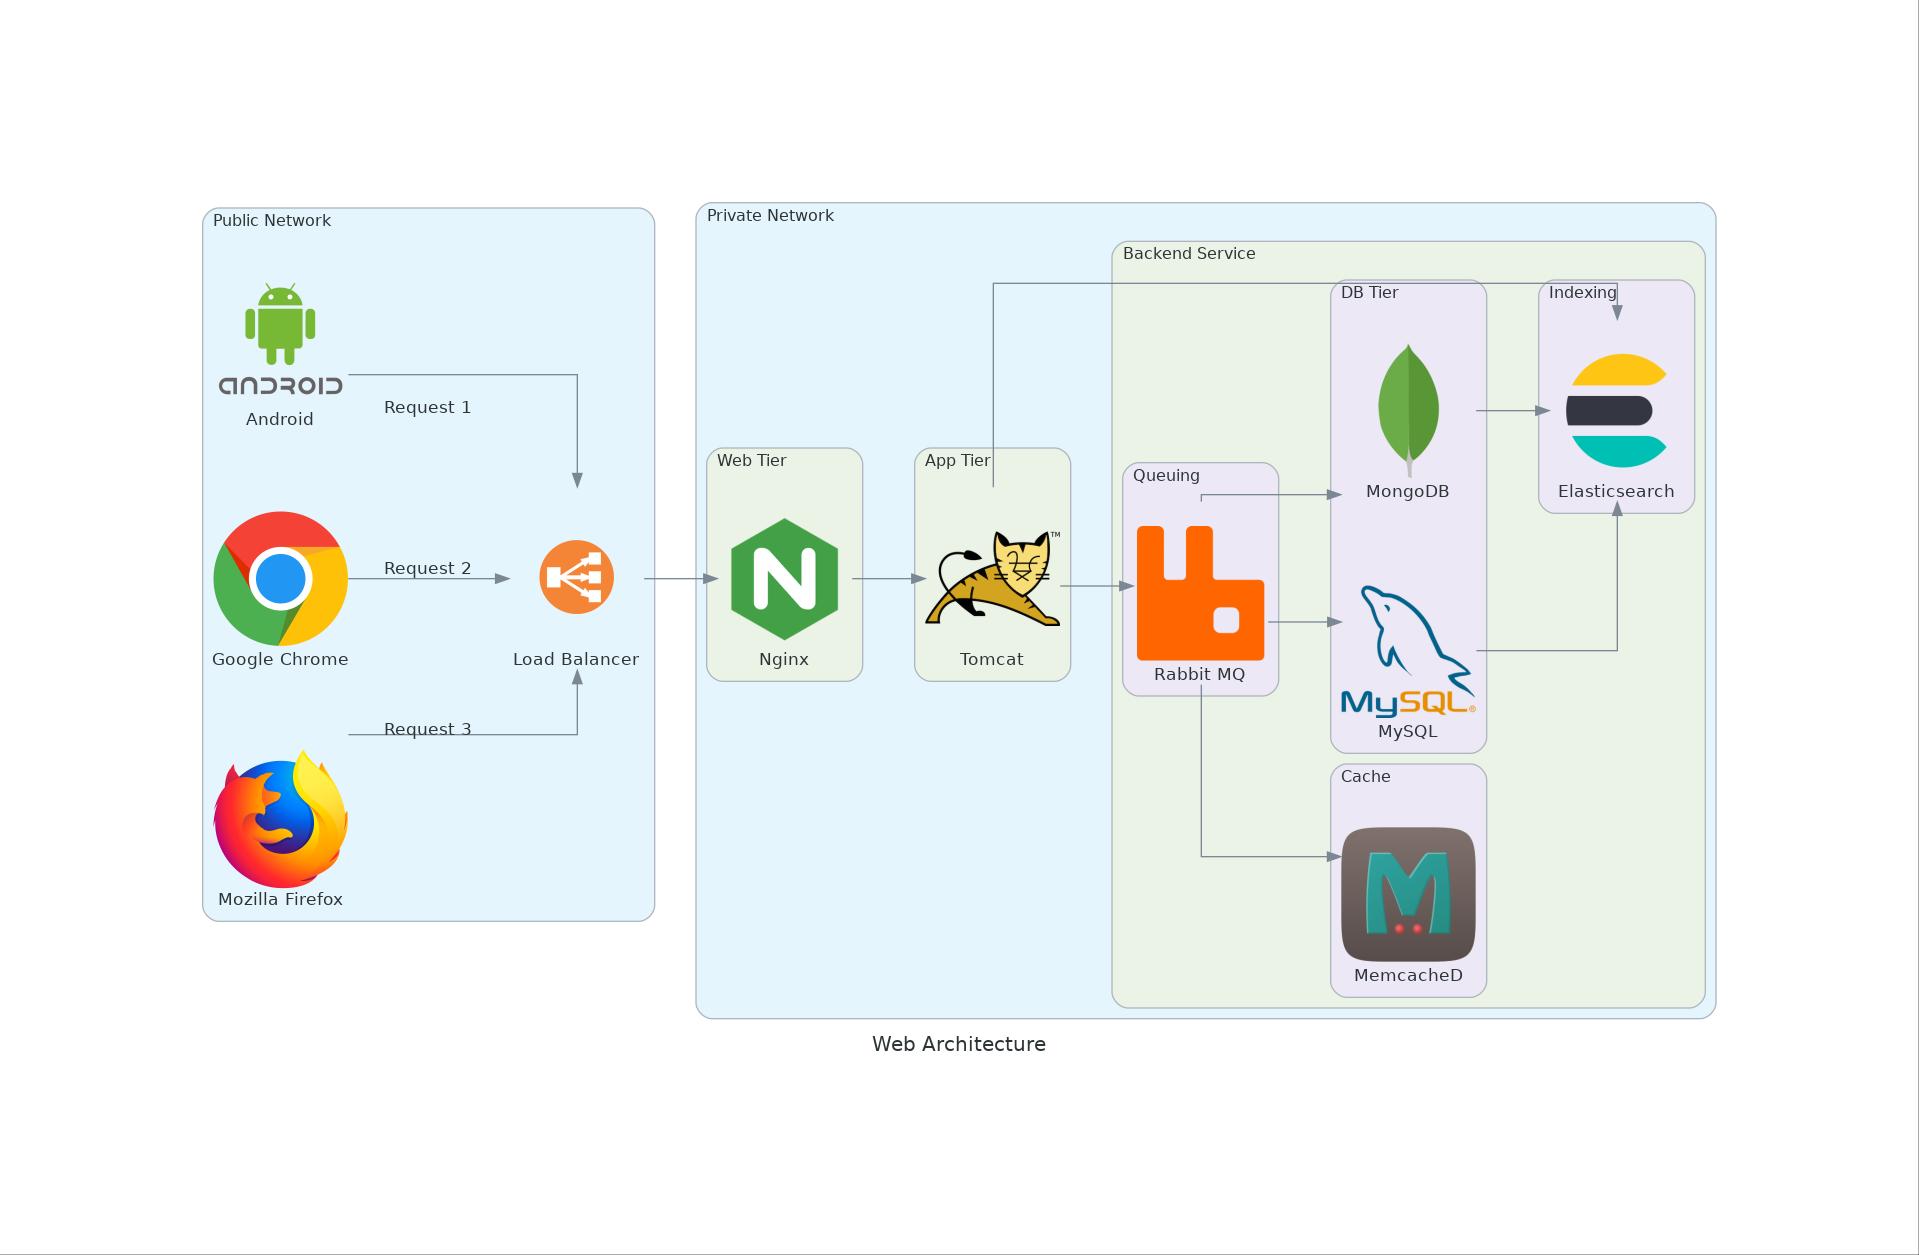 Public Network
ANDROID
Android
Request 1
Request 2
Google Chrome
Load Balancer
Request 3
Mozilla Firefox
Private Network
Web Tier
N
Nginx
App Tier
TM
Tomcat
Backend Service
Queuing
Rabbit MQ
DB Tier
MongoDB
MySQL®
MySQL
Indexing
Elasticsearch
Cache
M
MemcacheD
Web Architecture